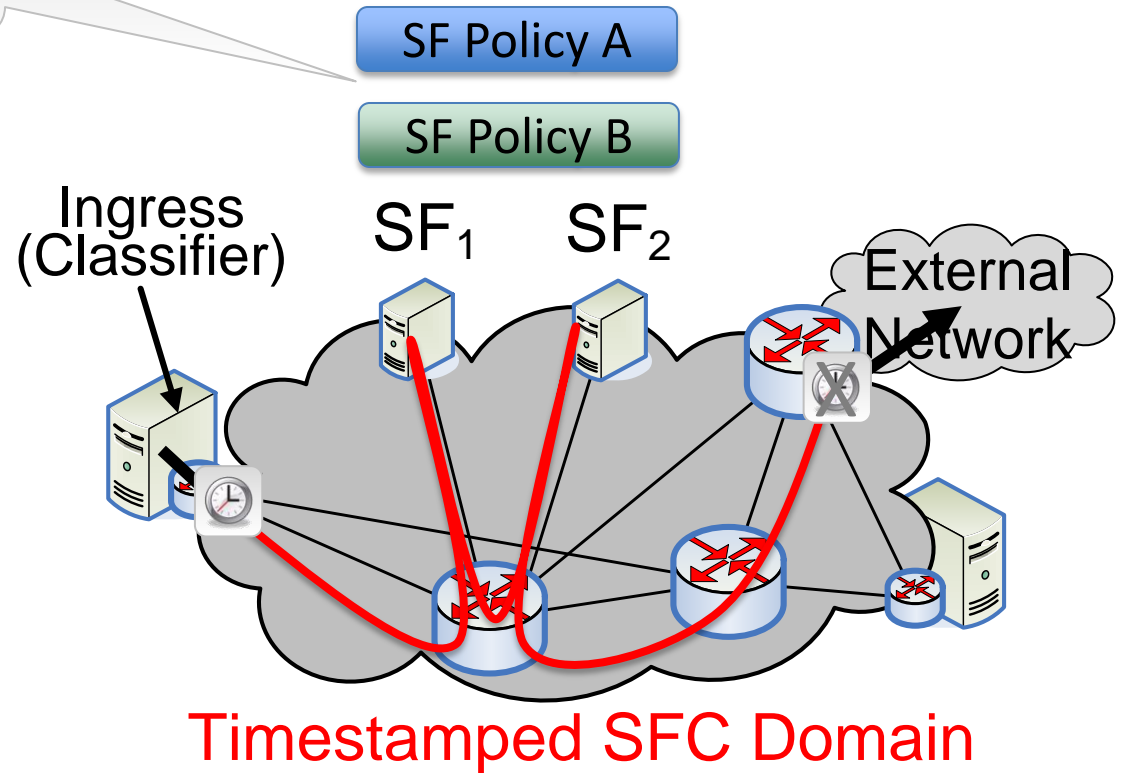 SF Policy A
SF Policy B
Ingress
(Classifier)
SF₁
SF₂
External
Network
Timestamped SFC Domain